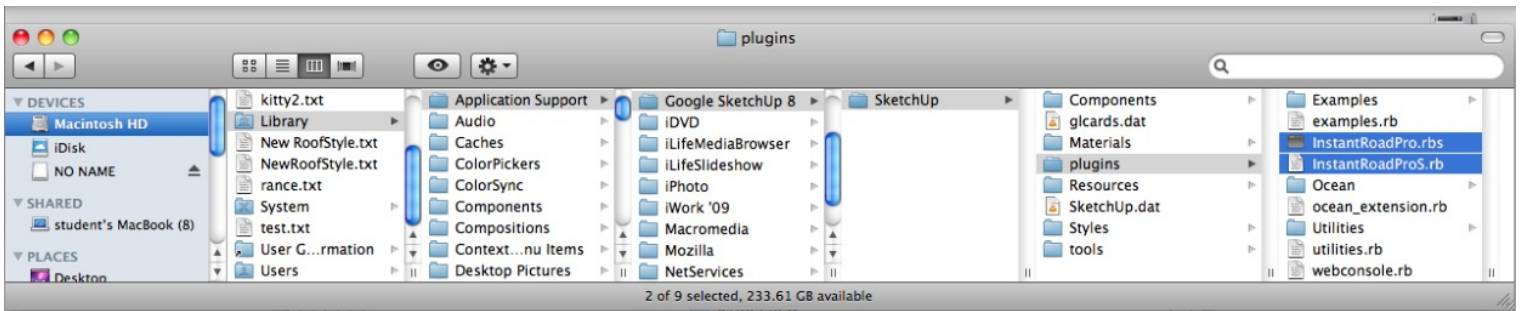 plugins
DEVICES
Macintosh HD
iDisk
NO NAME
SHARED
student's MacBook (8)
PLACES
Desktop
kitty2.txt
Library
New RoofStyle.txt
NewRoofStyle.txt
rance.txt
System
test.txt
User G...rmation
Users
Application Support
Audio
Caches
ColorPickers
ColorSync
Components
Compositions
Context...nu Items
Desktop Pictures
Google SketchUp 8
iDVD
iLifeMediaBrowser
iLifeSlideshow
iPhoto
iWork '09
Macromedia
Mozilla
NetServices
SketchUp
Components
glcards.dat
Materials
plugins
Resources
SketchUp.dat
Styles
tools
Examples
examples.rb
InstantRoadPro.rbs
InstantRoadProS.rb
Ocean
ocean_extension.rb
Utilities
utilities.rb
webconsole.rb
2 of 9 selected, 233.61 GB available